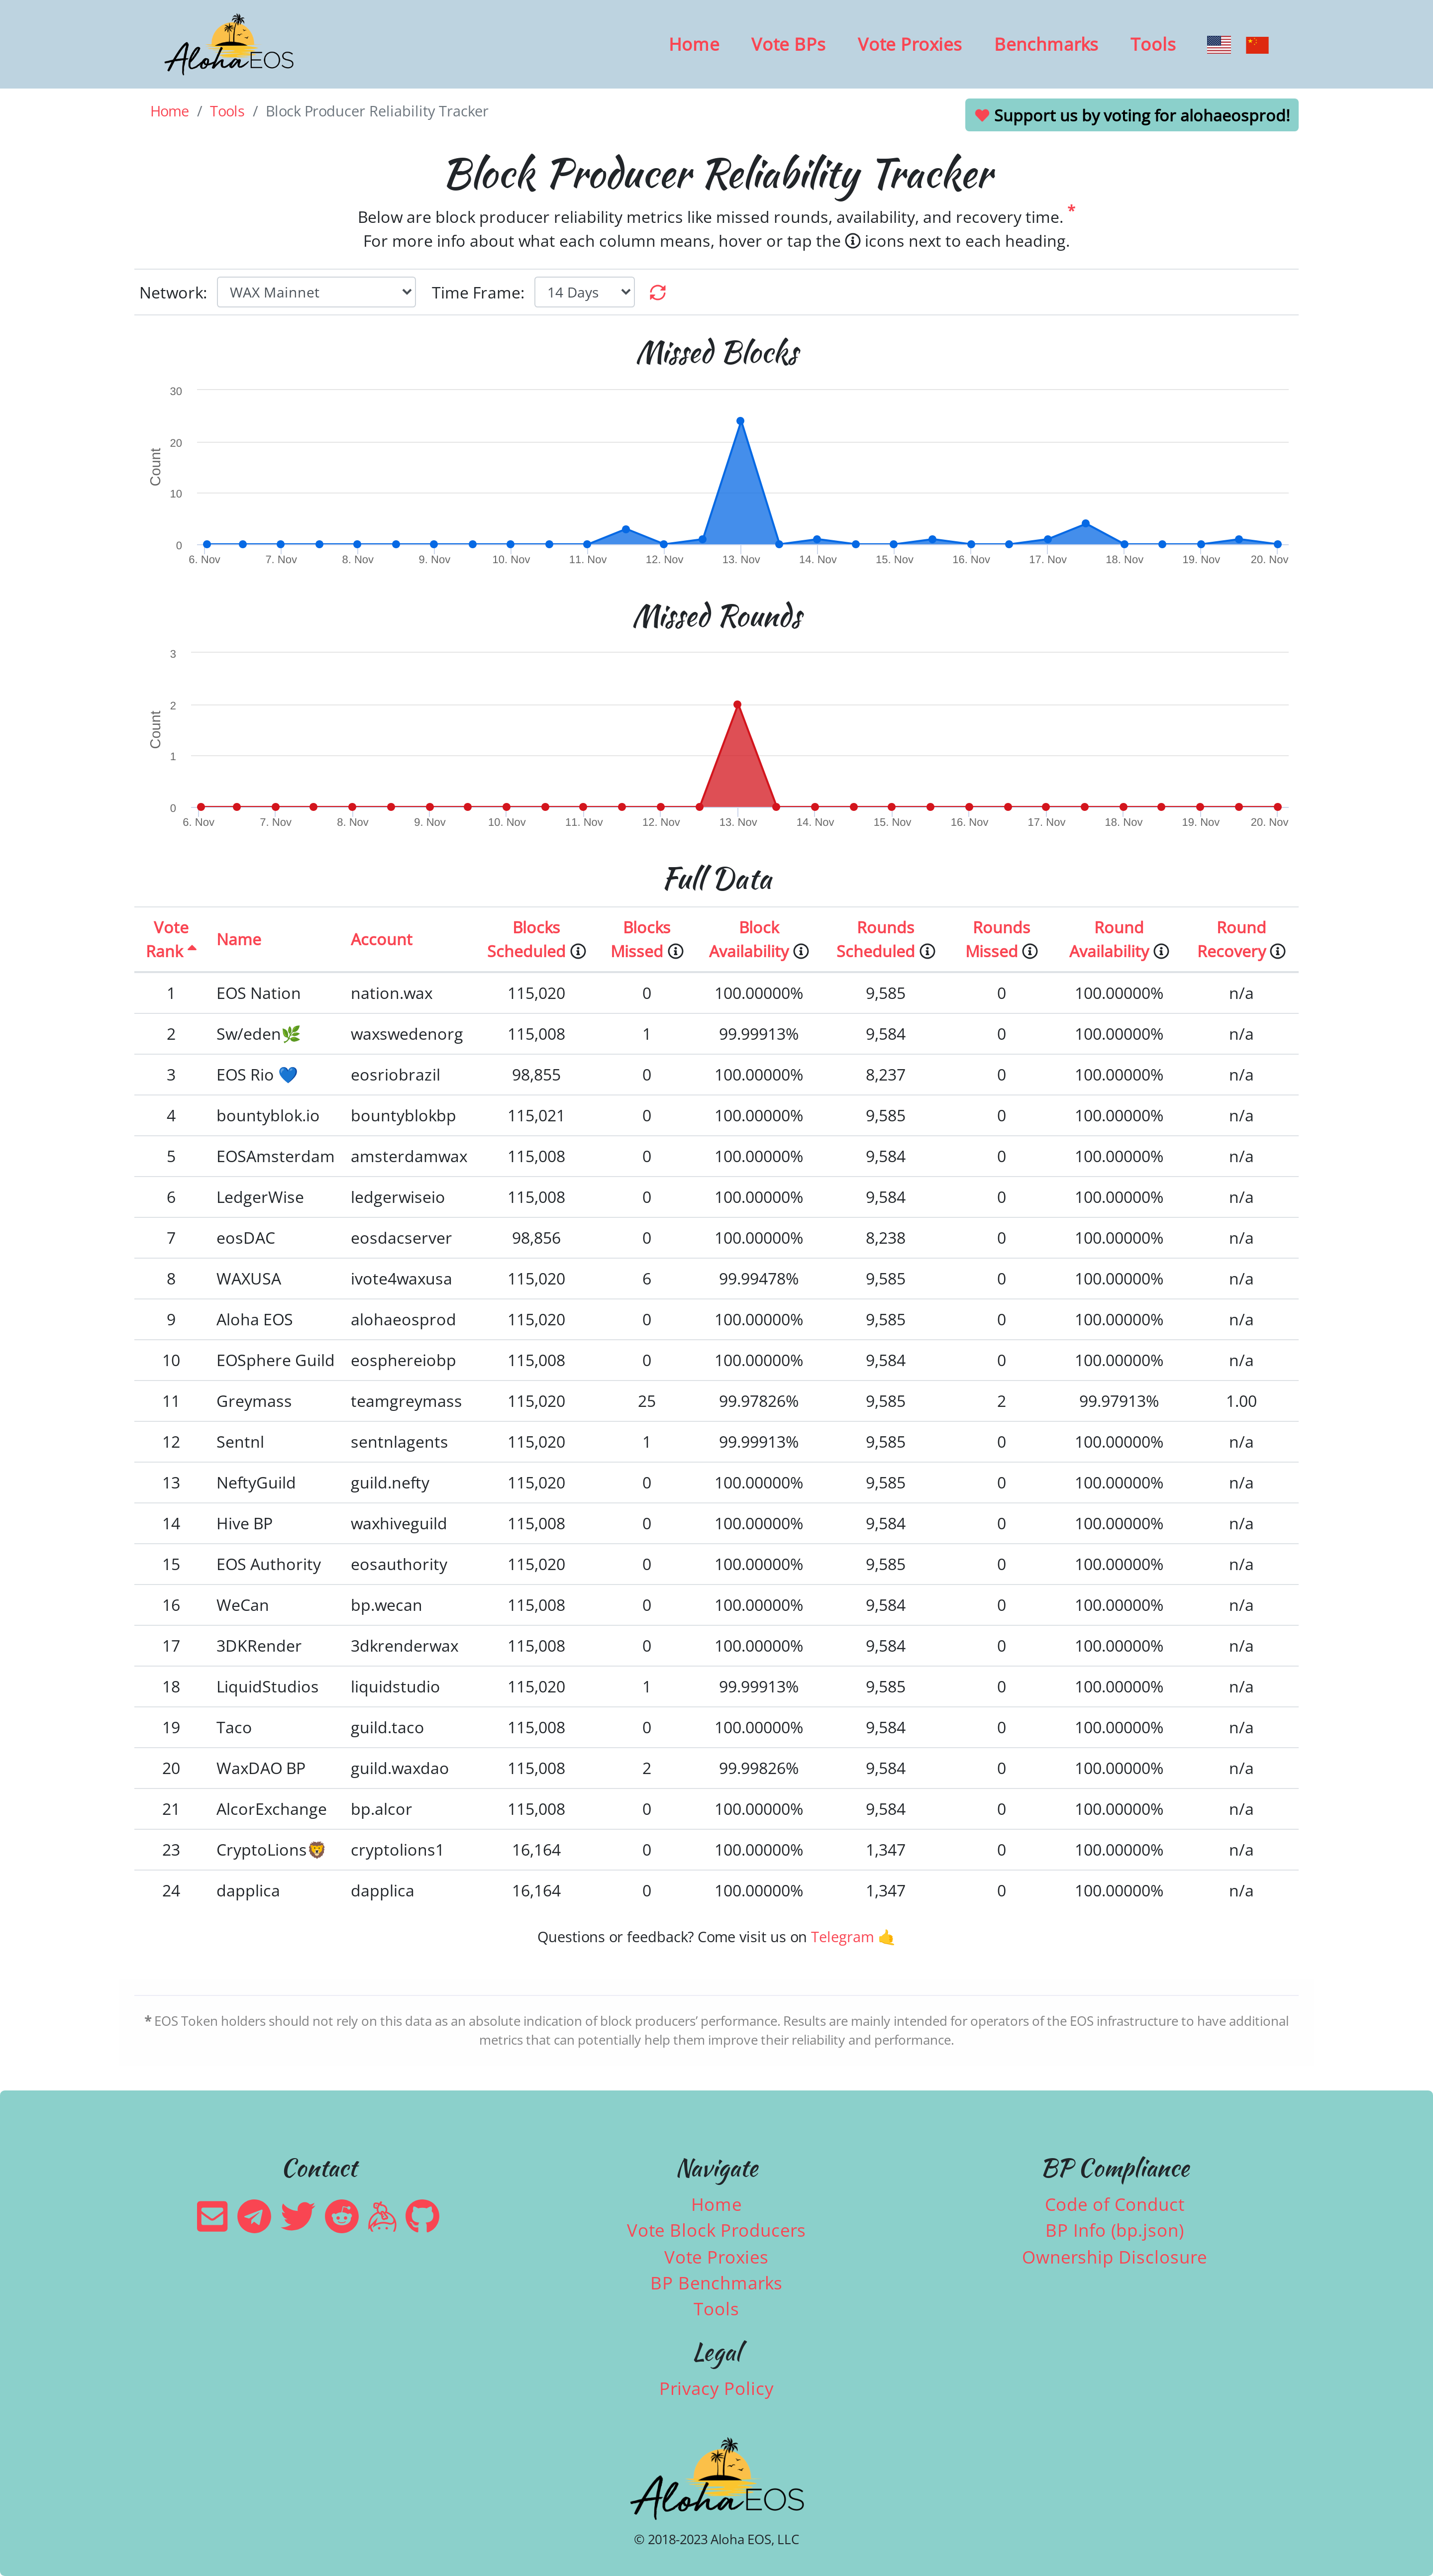 Aloha EOS
Home Vote BPs Vote Proxies Benchmarks Tools
Home / Tools / Block Producer Reliability Tracker
Support us by voting for alohaeosprod!
Block Producer Reliability Tracker
Below are block producer reliability metrics like missed rounds, availability, and recovery time. *
For more info about what each column means, hover or tap the icons next to each heading.
Network: WAX Mainnet Time Frame: 14 Days
Missed Blocks
30
20
10
0
Count
6. Nov 7. Nov 8. Nov 9. Nov 10. Nov 11. Nov 12. Nov 13. Nov 14. Nov 15. Nov 16. Nov 17. Nov 18. Nov 19. Nov 20. Nov
Missed Rounds
3
2
1
0
Count
6. Nov 7. Nov 8. Nov 9. Nov 10. Nov 11. Nov 12. Nov 13. Nov 14. Nov 15. Nov 16. Nov 17. Nov 18. Nov 19. Nov 20. Nov
Full Data
Vote Rank Name Account Blocks Scheduled Blocks Missed Block Availability Rounds Scheduled Rounds Missed Round Availability Round Recovery
1 EOS Nation nation.wax 115,020 0 100.00000% 9,585 0 100.00000% n/a
2 Sw/eden🌿 waxswedenorg 115,008 1 99.99913% 9,584 0 100.00000% n/a
3 EOS Rio 💙 eosriobrazil 98,855 0 100.00000% 8,237 0 100.00000% n/a
4 bountyblok.io bountyblokbp 115,021 0 100.00000% 9,585 0 100.00000% n/a
5 EOSAmsterdam amsterdamwax 115,008 0 100.00000% 9,584 0 100.00000% n/a
6 LedgerWise ledgerwiseio 115,008 0 100.00000% 9,584 0 100.00000% n/a
7 eosDAC eosdacserver 98,856 0 100.00000% 8,238 0 100.00000% n/a
8 WAXUSA ivote4waxusa 115,020 6 99.99478% 9,585 0 100.00000% n/a
9 Aloha EOS alohaeosprod 115,020 0 100.00000% 9,585 0 100.00000% n/a
10 EOSphere Guild eosphereiobp 115,008 0 100.00000% 9,584 0 100.00000% n/a
11 Greymass teamgreymass 115,020 25 99.97826% 9,585 2 99.97913% 1.00
12 Sentnl sentnlagents 115,020 1 99.99913% 9,585 0 100.00000% n/a
13 NeftyGuild guild.nefty 115,020 0 100.00000% 9,585 0 100.00000% n/a
14 Hive BP waxhiveguild 115,008 0 100.00000% 9,584 0 100.00000% n/a
15 EOS Authority eosauthority 115,020 0 100.00000% 9,585 0 100.00000% n/a
16 WeCan bp.wecan 115,008 0 100.00000% 9,584 0 100.00000% n/a
17 3DKRender 3dkrenderwax 115,008 0 100.00000% 9,584 0 100.00000% n/a
18 LiquidStudios liquidstudio 115,020 1 99.99913% 9,585 0 100.00000% n/a
19 Taco guild.taco 115,008 0 100.00000% 9,584 0 100.00000% n/a
20 WaxDAO BP guild.waxdao 115,008 2 99.99826% 9,584 0 100.00000% n/a
21 AlcorExchange bp.alcor 115,008 0 100.00000% 9,584 0 100.00000% n/a
23 CryptoLions🦁 cryptolions1 16,164 0 100.00000% 1,347 0 100.00000% n/a
24 dapplica dapplica 16,164 0 100.00000% 1,347 0 100.00000% n/a
Questions or feedback? Come visit us on Telegram 🤙
* EOS Token holders should not rely on this data as an absolute indication of block producers’ performance. Results are mainly intended for operators of the EOS infrastructure to have additional
metrics that can potentially help them improve their reliability and performance.
Contact
Navigate
Home
Vote Block Producers
Vote Proxies
BP Benchmarks
Tools
Legal
Privacy Policy
BP Compliance
Code of Conduct
BP Info (bp.json)
Ownership Disclosure
Aloha EOS
© 2018-2023 Aloha EOS, LLC